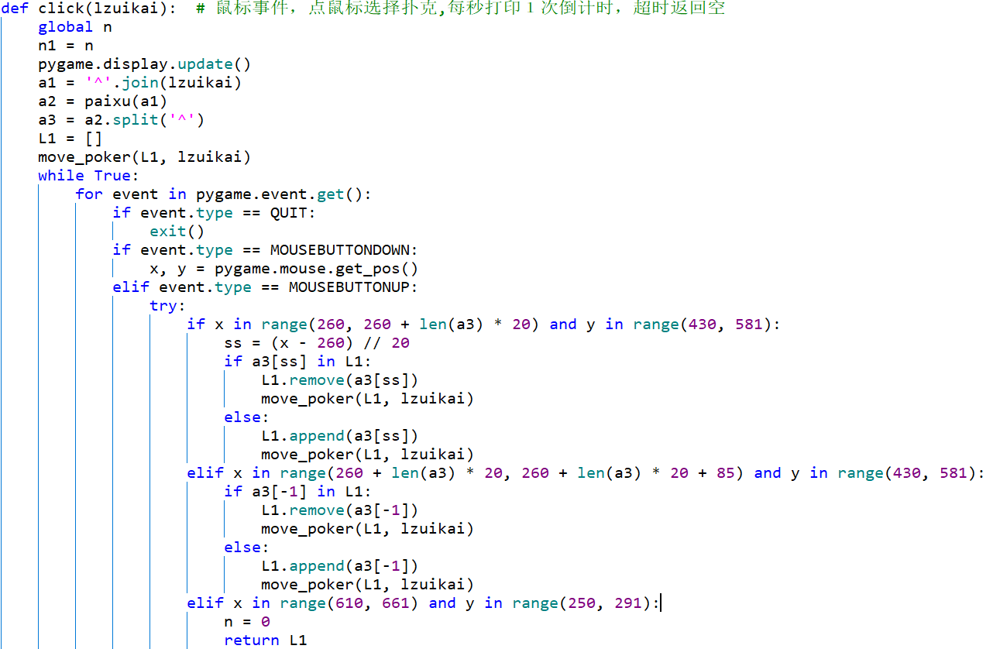 def click(lzuikai):  # 鼠标事件，点鼠标选择扑克,每秒打印1次倒计时，超时返回空
    global n
    n1 = n
    pygame.display.update()
    a1 = '^'.join(lzuikai)
    a2 = paixu(a1)
    a3 = a2.split('^')
    L1 = []
    move_poker(L1, lzuikai)
    while True:
        for event in pygame.event.get():
            if event.type == QUIT:
                exit()
            if event.type == MOUSEBUTTONDOWN:
                x, y = pygame.mouse.get_pos()
            elif event.type == MOUSEBUTTONUP:
                try:
                    if x in range(260, 260 + len(a3) * 20) and y in range(430, 581):
                        ss = (x - 260) // 20
                        if a3[ss] in L1:
                            L1.remove(a3[ss])
                            move_poker(L1, lzuikai)
                        else:
                            L1.append(a3[ss])
                            move_poker(L1, lzuikai)
                    elif x in range(260 + len(a3) * 20, 260 + len(a3) * 20 + 85) and y in range(430, 581):
                        if a3[-1] in L1:
                            L1.remove(a3[-1])
                            move_poker(L1, lzuikai)
                        else:
                            L1.append(a3[-1])
                            move_poker(L1, lzuikai)
                    elif x in range(610, 661) and y in range(250, 291):
                        n = 0
                        return L1